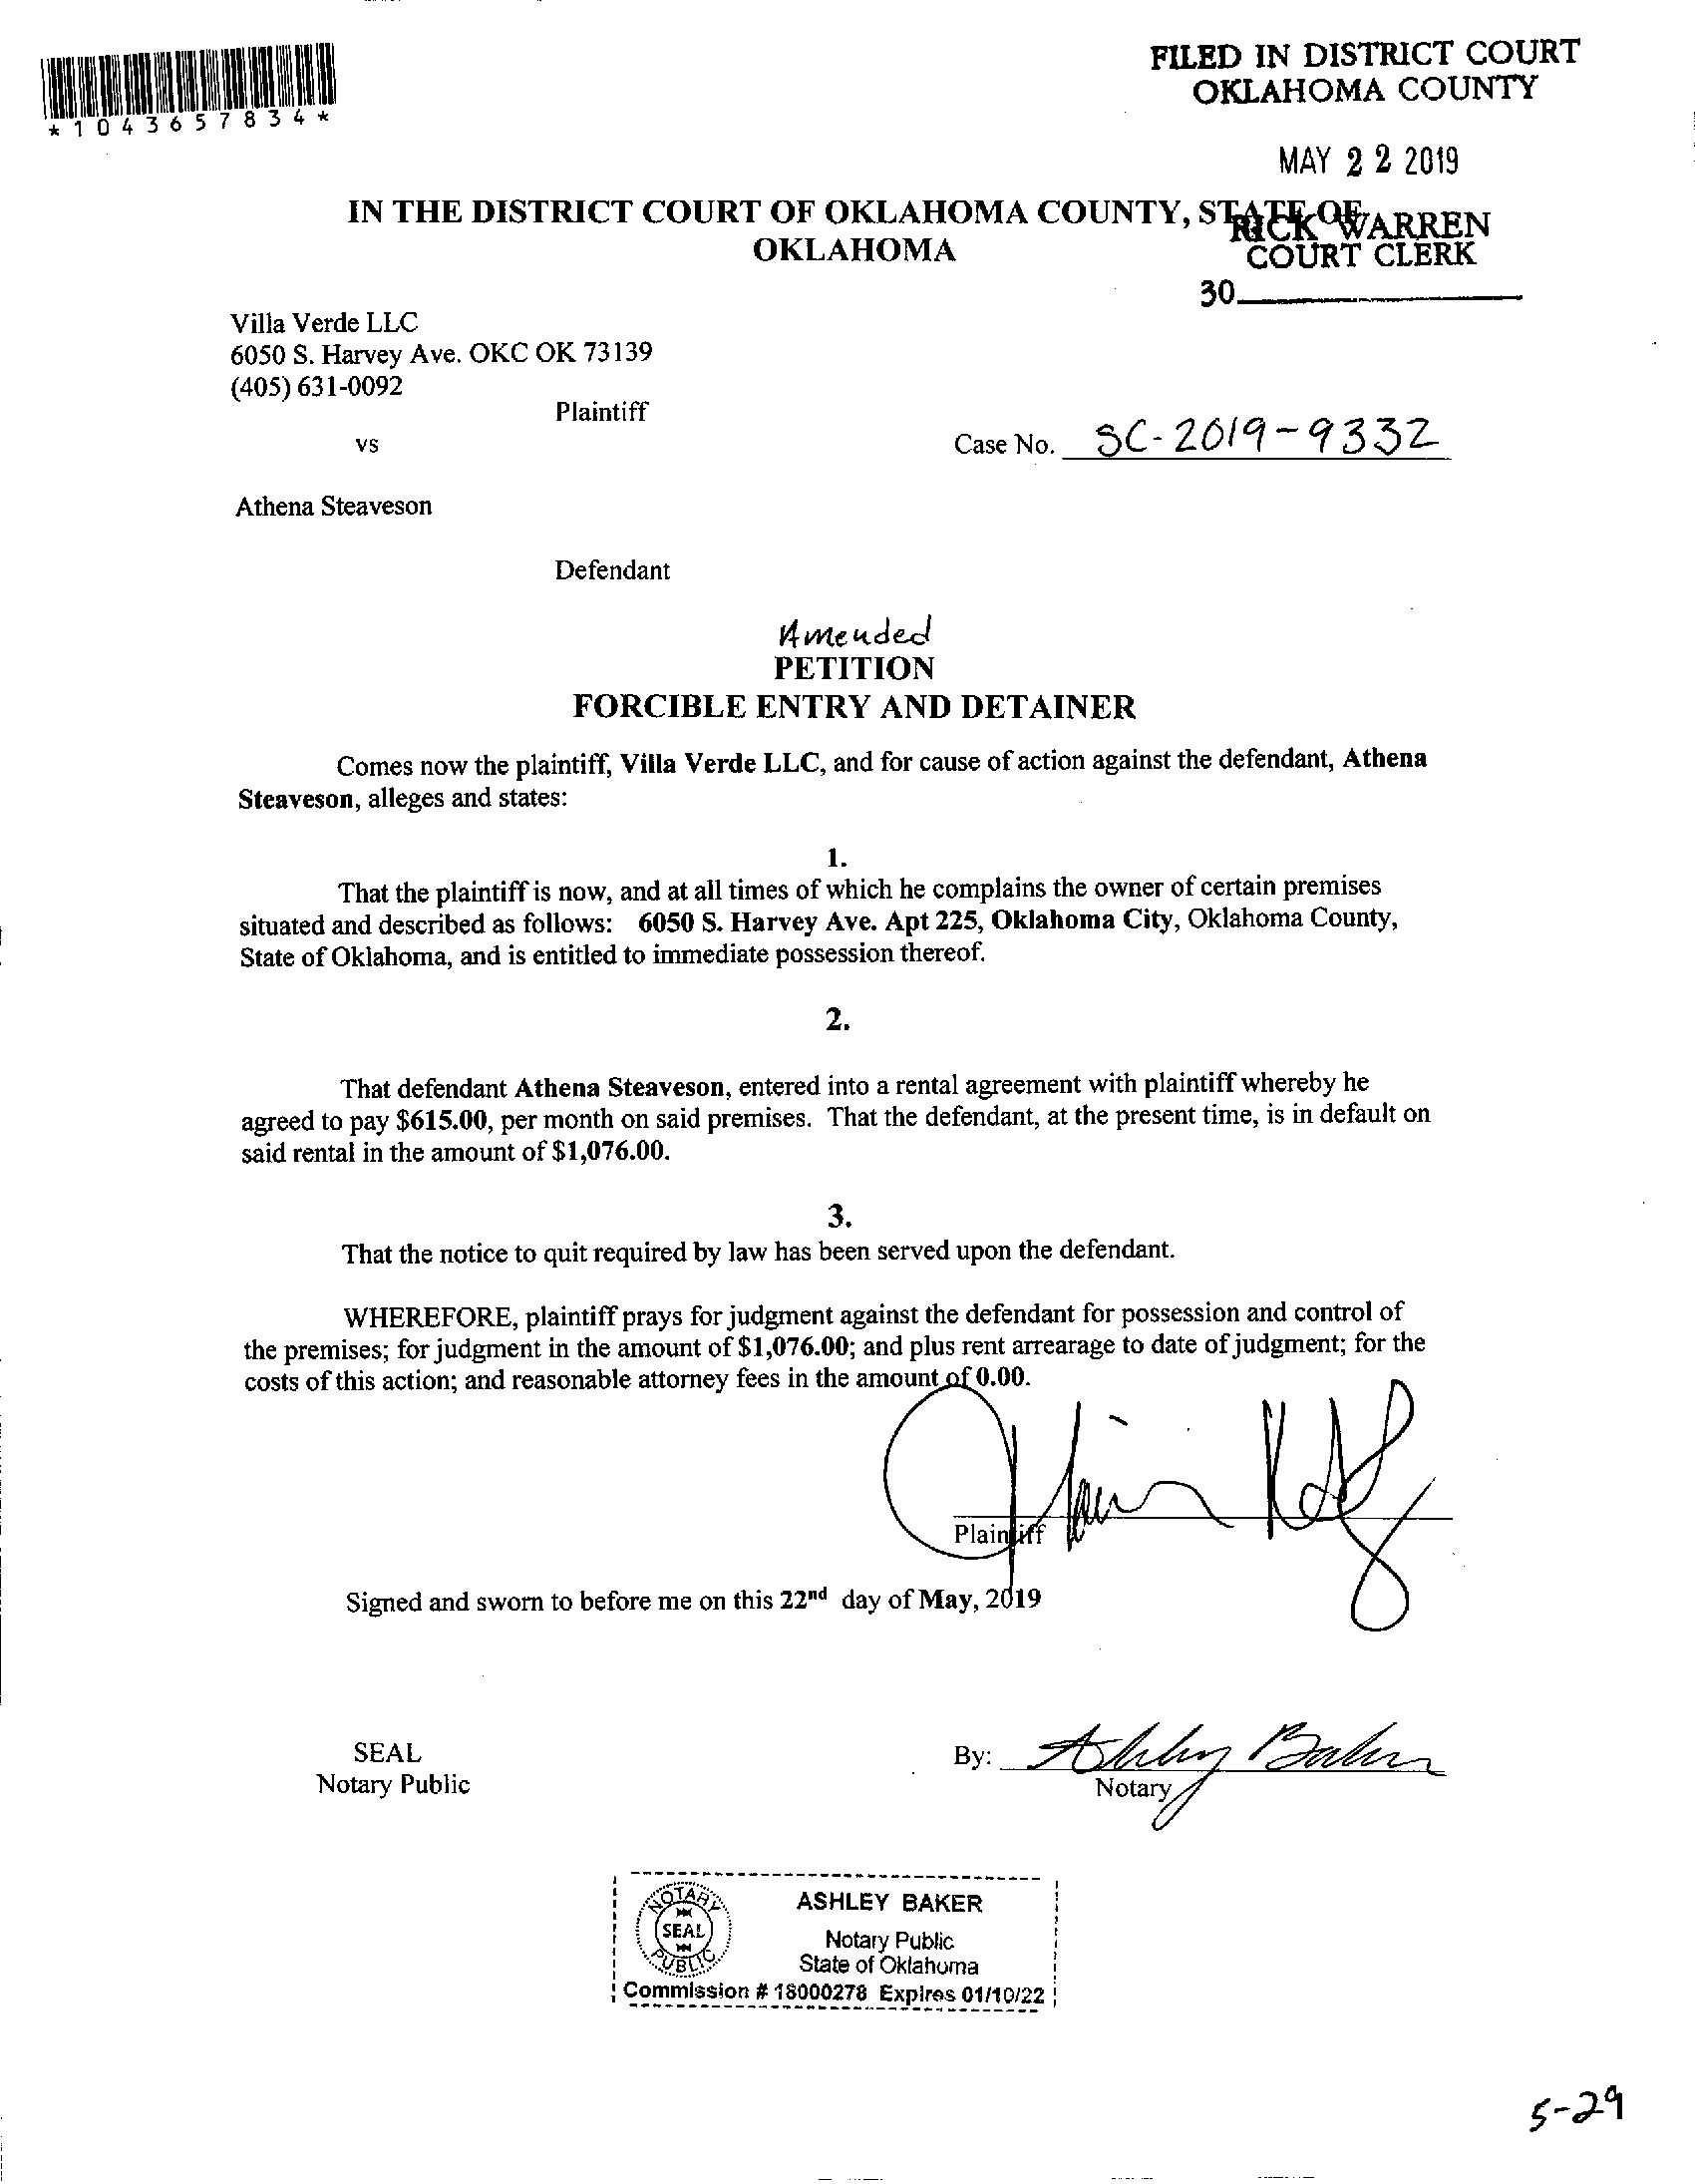 *1043657834*
FILED IN DISTRICT COURT
OKLAHOMA COUNTY
MAY 22 2019
RICK WARREN
COURT CLERK
30
IN THE DISTRICT COURT OF OKLAHOMA COUNTY, STATE OF
OKLAHOMA
Villa Verde LLC
6050 S. Harvey Ave. OKC OK 73139
(405) 631-0092
Plaintiff
vs
Case No. SC-2019-9332
Athena Steaveson
Defendant
Amended
PETITION
FORCIBLE ENTRY AND DETAINER
Comes now the plaintiff, Villa Verde LLC, and for cause of action against the defendant, Athena
Steaveson, alleges and states:
1.
That the plaintiff is now, and at all times of which he complains the owner of certain premises
situated and described as follows: 6050 S. Harvey Ave. Apt 225, Oklahoma City, Oklahoma County,
State of Oklahoma, and is entitled to immediate possession thereof.
2.
That defendant Athena Steaveson, entered into a rental agreement with plaintiff whereby he
agreed to pay $615.00, per month on said premises. That the defendant, at the present time, is in default on
said rental in the amount of $1,076.00.
3.
That the notice to quit required by law has been served upon the defendant.
WHEREFORE, plaintiff prays for judgment against the defendant for possession and control of
the premises; for judgment in the amount of $1,076.00; and plus rent arrearage to date of judgment; for the
costs of this action; and reasonable attorney fees in the amount of 0.00.
Plaintiff
Signed and sworn to before me on this 22nd day of May, 2019
SEAL
Notary Public
By: Ashley Baker
Notary
NOTARY
SEAL
PUBLIC
ASHLEY BAKER
Notary Public
State of Oklahoma
Commission # 18000278 Expires 01/10/22
5-29